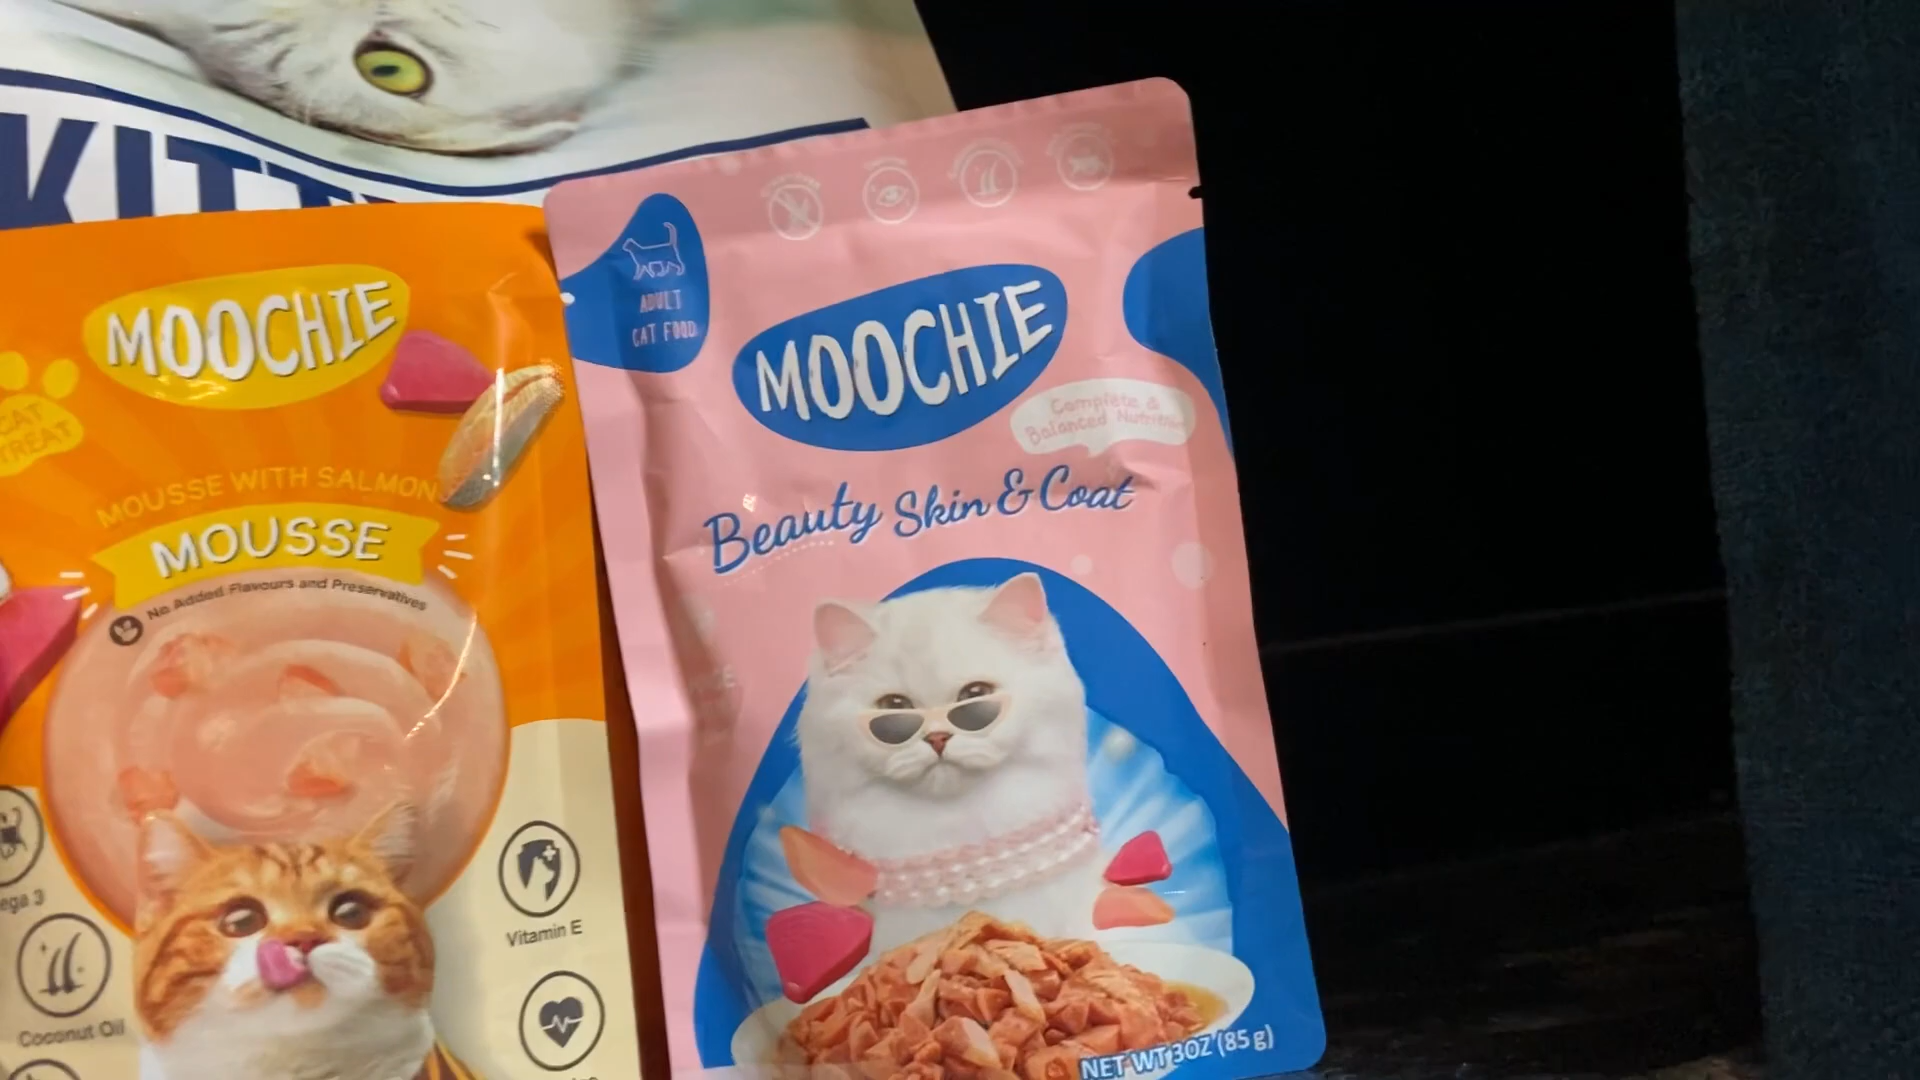 KITT
MOOCHIE
CAT
TREAT
MOUSSE WITH SALMON
MOUSSE
No Added Flavours and Preservatives
ega 3
Coconut Oil
Vitamin E
ADULT
CAT FOOD
MOOCHIE
Complete &
Balanced Nutrition
Beauty Skin & Coat
NET WT 3OZ (85 g)